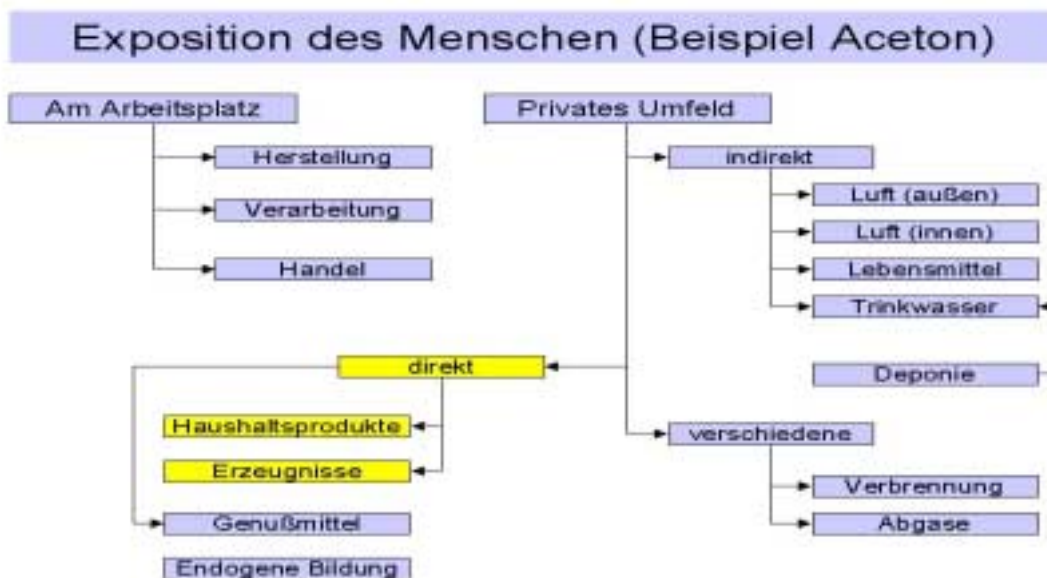 Exposition des Menschen (Beispiel Aceton)
Am Arbeitsplatz
Herstellung
Verarbeitung
Handel
Privates Umfeld
indirekt
Luft (außen)
Luft (innen)
Lebensmittel
Trinkwasser
Deponie
direkt
Haushaltsprodukte
Erzeugnisse
Genußmittel
Endogene Bildung
verschiedene
Verbrennung
Abgase